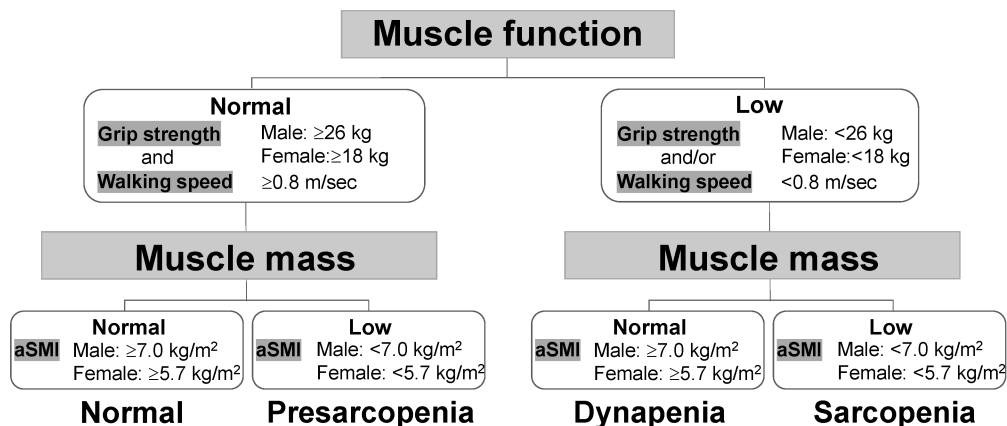 Muscle function
Normal
Grip strength Male: ≥26 kg
and Female:≥18 kg
Walking speed ≥0.8 m/sec
Low
Grip strength Male: <26 kg
and/or Female:<18 kg
Walking speed <0.8 m/sec
Muscle mass
Muscle mass
Normal
aSMI Male: ≥7.0 kg/m²
Female: ≥5.7 kg/m²
Low
aSMI Male: <7.0 kg/m²
Female: <5.7 kg/m²
Normal
aSMI Male: ≥7.0 kg/m²
Female: ≥5.7 kg/m²
Low
aSMI Male: <7.0 kg/m²
Female: <5.7 kg/m²
Normal
Presarcopenia
Dynapenia
Sarcopenia